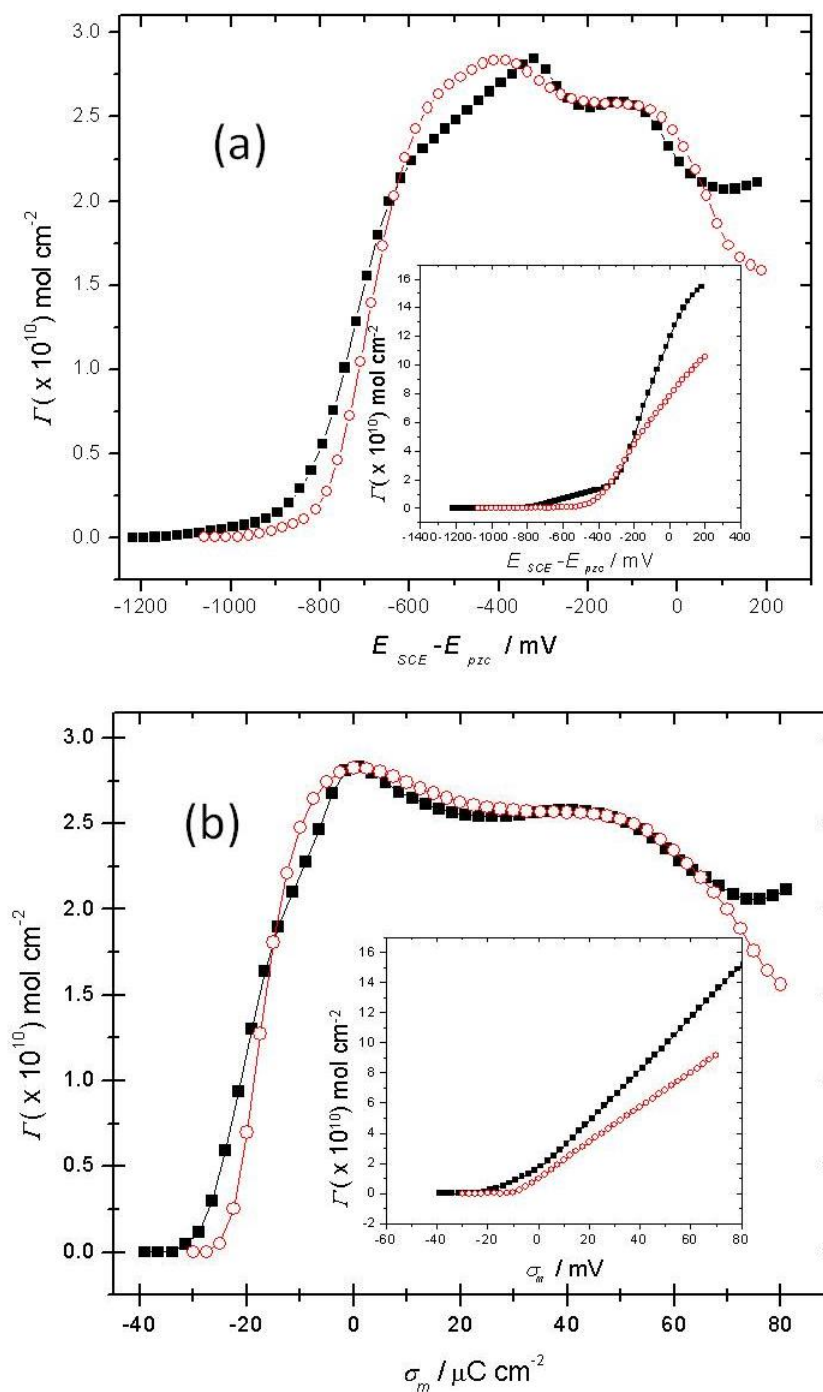 3.0
2.5
2.0
1.5
1.0
0.5
0.0
Γ( x 10¹⁰) mol cm⁻²
(a)
16
14
12
10
8
6
4
2
0
-2
Γ( x 10¹⁰) mol cm⁻²
-1400 -1200 -1000 -800 -600 -400 -200 0 200 400
E SCE -E pzc / mV
-1200 -1000 -800 -600 -400 -200 0 200
E SCE -E pzc / mV
3.0
2.5
2.0
1.5
1.0
0.5
0.0
Γ( x 10¹⁰) mol cm⁻²
(b)
16
14
12
10
8
6
4
2
0
-2
Γ( x 10¹⁰) mol cm⁻²
-60 -40 -20 0 20 40 60 80
σm / mV
-40 -20 0 20 40 60 80
σm / μC cm⁻²